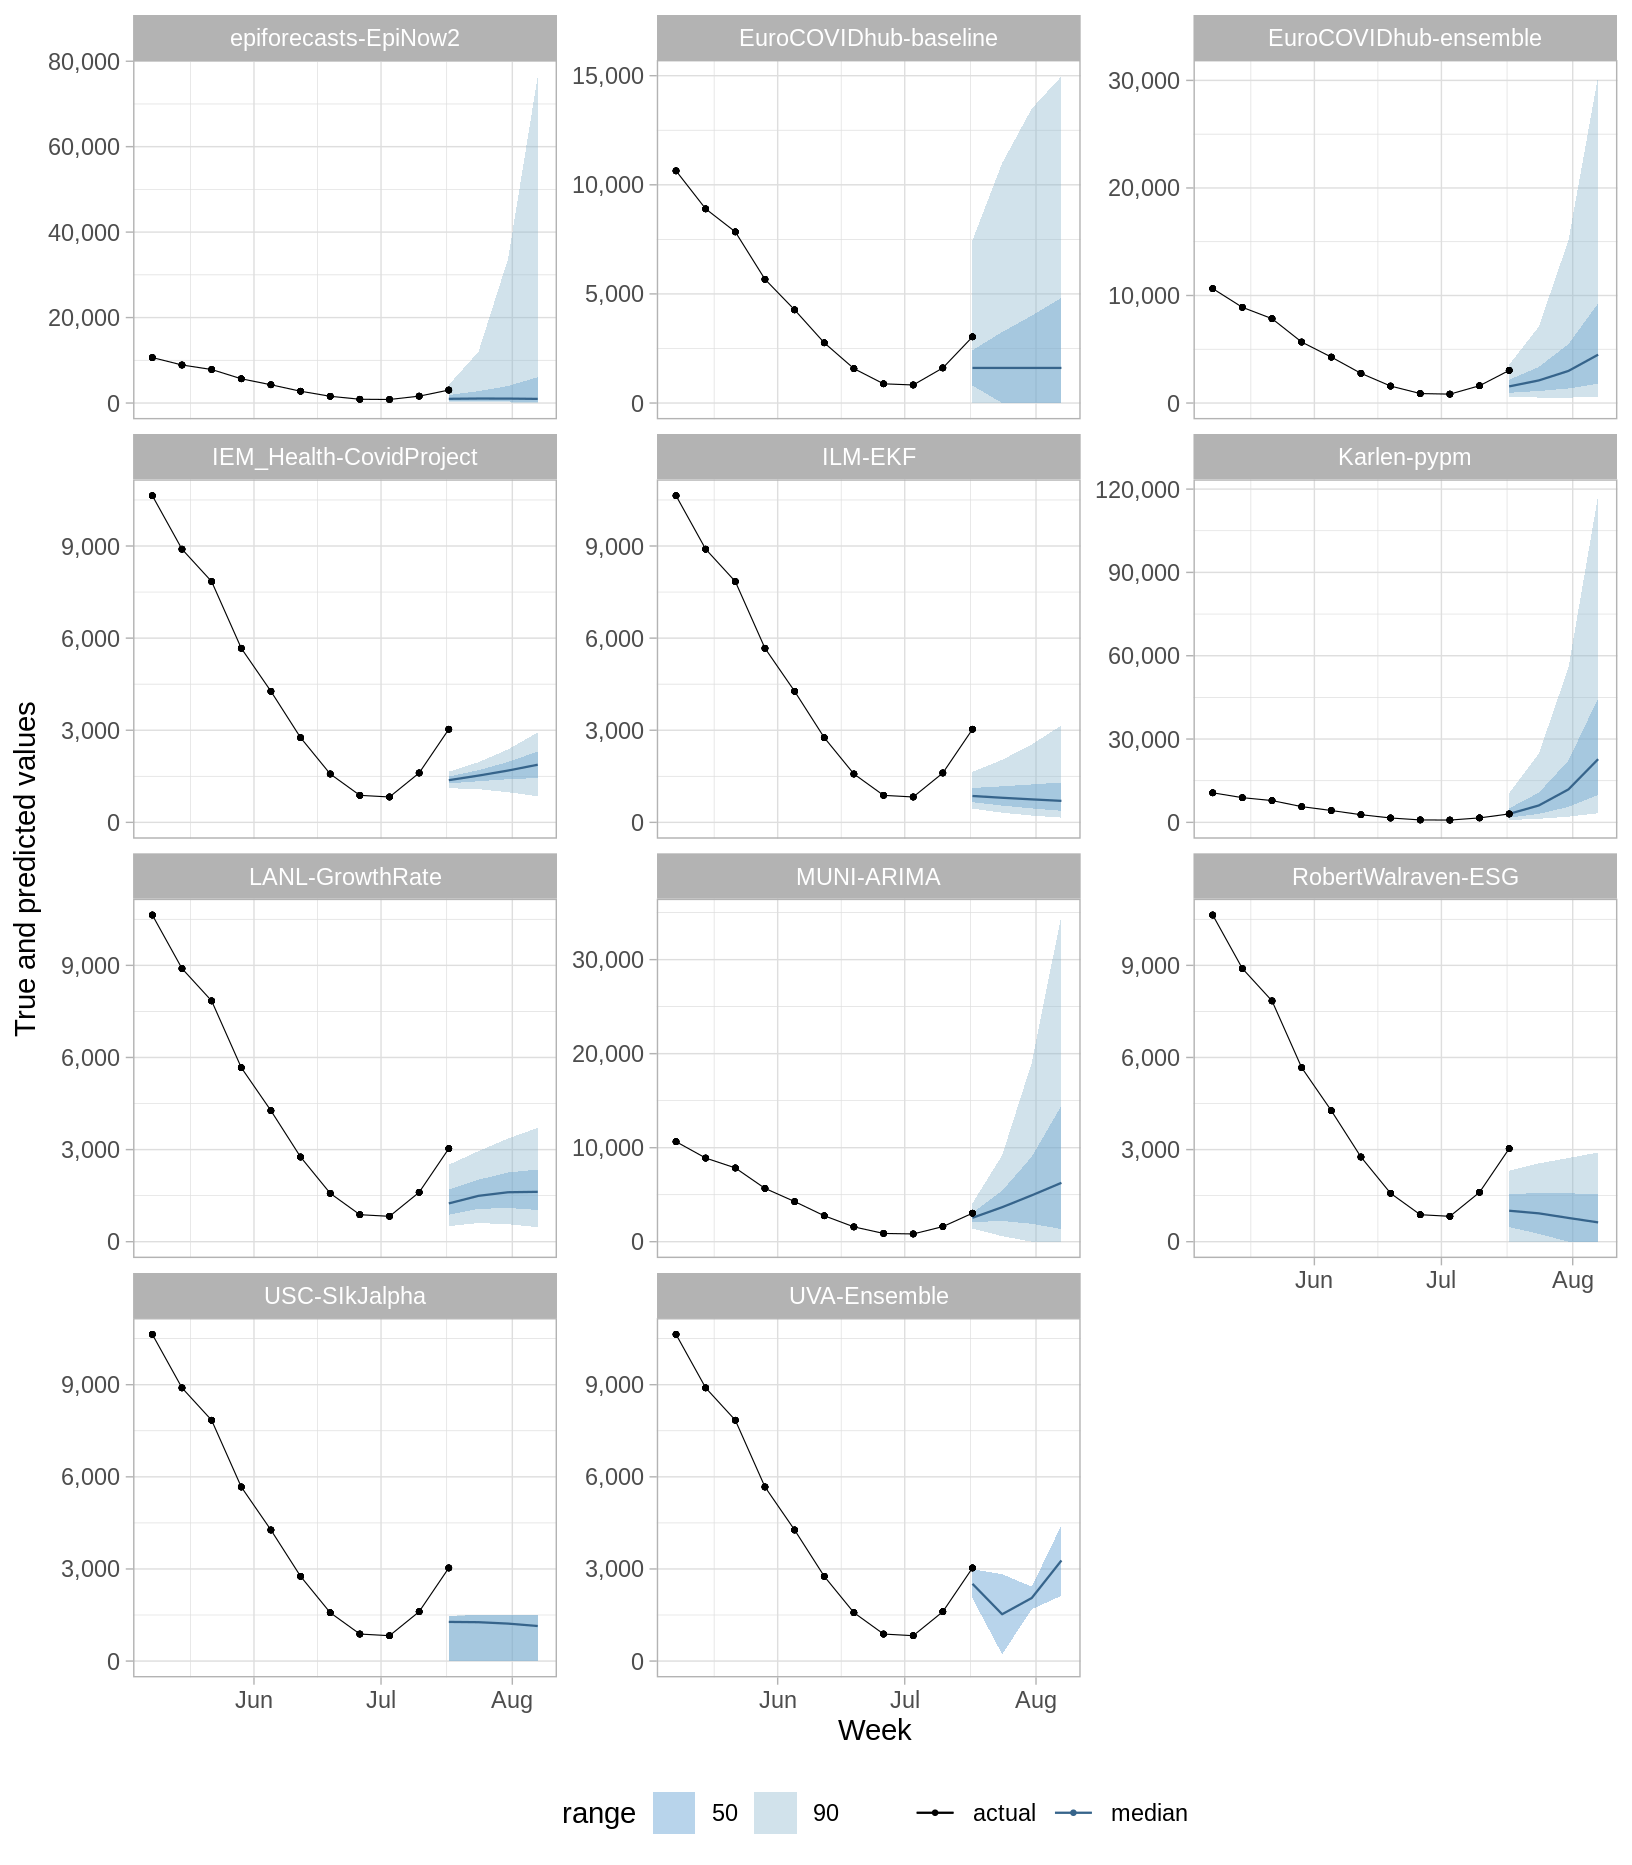 epiforecasts-EpiNow2
EuroCOVIDhub-baseline
EuroCOVIDhub-ensemble
80,000
60,000
40,000
20,000
0
15,000
10,000
5,000
0
30,000
20,000
10,000
0
IEM_Health-CovidProject
ILM-EKF
Karlen-pypm
9,000
6,000
3,000
0
9,000
6,000
3,000
0
120,000
90,000
60,000
30,000
0
True and predicted values
LANL-GrowthRate
MUNI-ARIMA
RobertWalraven-ESG
9,000
6,000
3,000
0
30,000
20,000
10,000
0
9,000
6,000
3,000
0
Jun Jul Aug
USC-SIkJalpha
UVA-Ensemble
9,000
6,000
3,000
0
9,000
6,000
3,000
0
Jun Jul Aug
Jun Jul Aug
Week
range 50 90 actual median